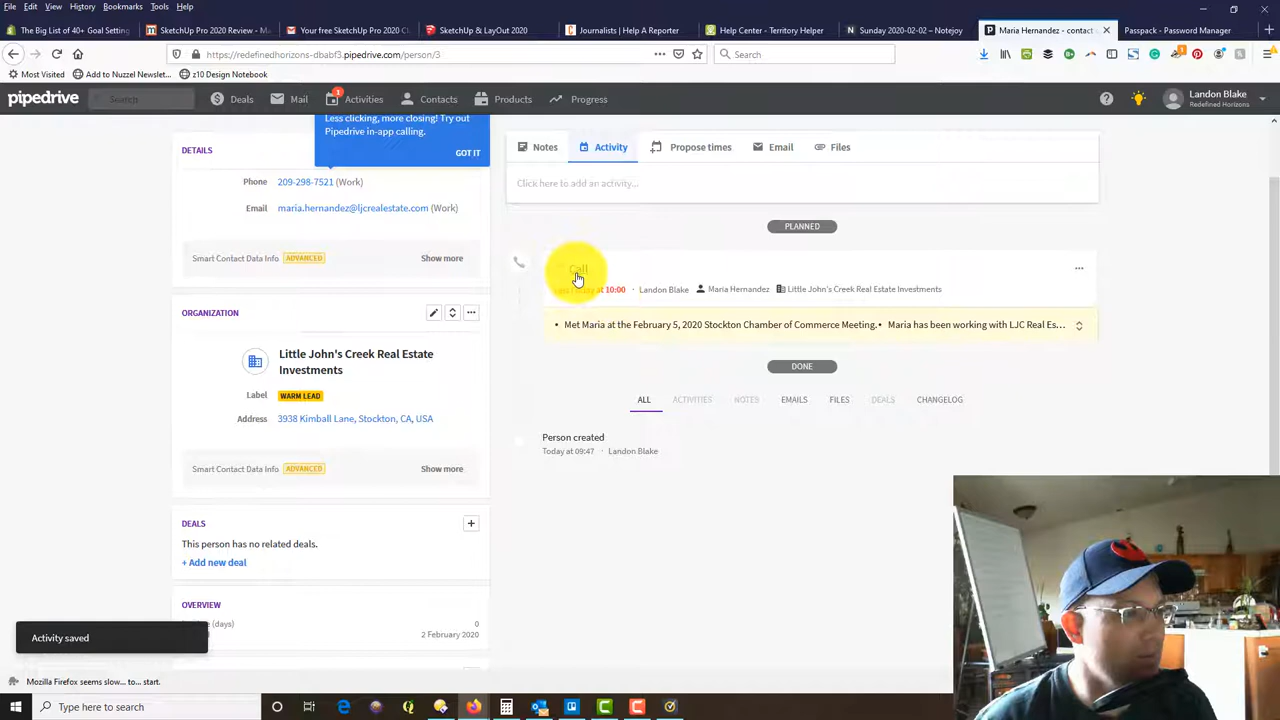 File Edit View History Bookmarks Tools Help
The Big List of 40+ Goal Setting
SketchUp Pro 2020 Review - Ma
Your free SketchUp Pro 2020 C
SketchUp & LayOut 2020
Journalists | Help A Reporter
Help Center - Territory Helper
Sunday 2020-02-02 – Notejoy
Maria Hernandez - contact
Passpack - Password Manager
https://redefinedhorizons-dbabf3.pipedrive.com/person/3
Search
Most Visited Add to Nuzzel Newslet... z10 Design Notebook
pipedrive Search Deals Mail 1 Activities Contacts Products Progress
Landon Blake
Redefined Horizons
Less clicking, more closing! Try out
Pipedrive in-app calling.
GOT IT
DETAILS
Phone 209-298-7521 (Work)
Email maria.hernandez@ljcrealestate.com (Work)
Smart Contact Data Info ADVANCED Show more
ORGANIZATION
Little John's Creek Real Estate
Investments
Label WARM LEAD
Address 3938 Kimball Lane, Stockton, CA, USA
Smart Contact Data Info ADVANCED Show more
DEALS
This person has no related deals.
+ Add new deal
OVERVIEW
(days) 0
2 February 2020
Notes Activity Propose times Email Files
Click here to add an activity...
PLANNED
Call
at 10:00 · Landon Blake Maria Hernandez Little John's Creek Real Estate Investments
• Met Maria at the February 5, 2020 Stockton Chamber of Commerce Meeting. • Maria has been working with LJC Real Es...
DONE
ALL ACTIVITIES NOTES EMAILS FILES DEALS CHANGELOG
Person created
Today at 09:47 · Landon Blake
Activity saved
Mozilla Firefox seems slow... to... start.
Type here to search